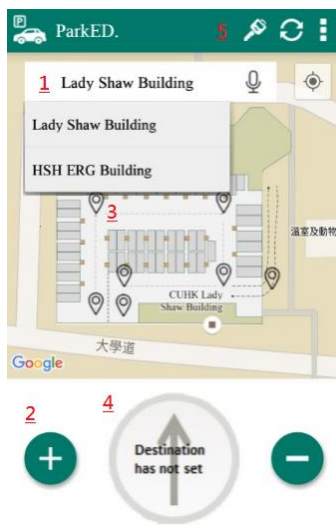 P
ParkED.
5
1
Lady Shaw Building
Lady Shaw Building
HSH ERG Building
3
溫室及動物
CUHK Lady
Shaw Building
大學道
Google
2
4
+
Destination
has not set
−